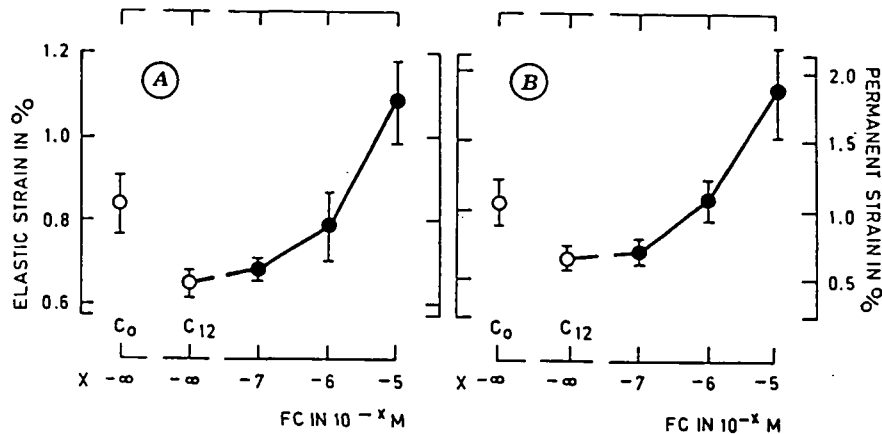 A
B
ELASTIC STRAIN IN %
1.2
1.0
0.8
0.6
C₀
C₁₂
C₀
C₁₂
PERMANENT STRAIN IN %
2.0
1.5
1.0
0.5
X -∞ -∞ -7 -6 -5
X -∞ -∞ -7 -6 -5
FC IN 10⁻ˣ M
FC IN 10⁻ˣ M